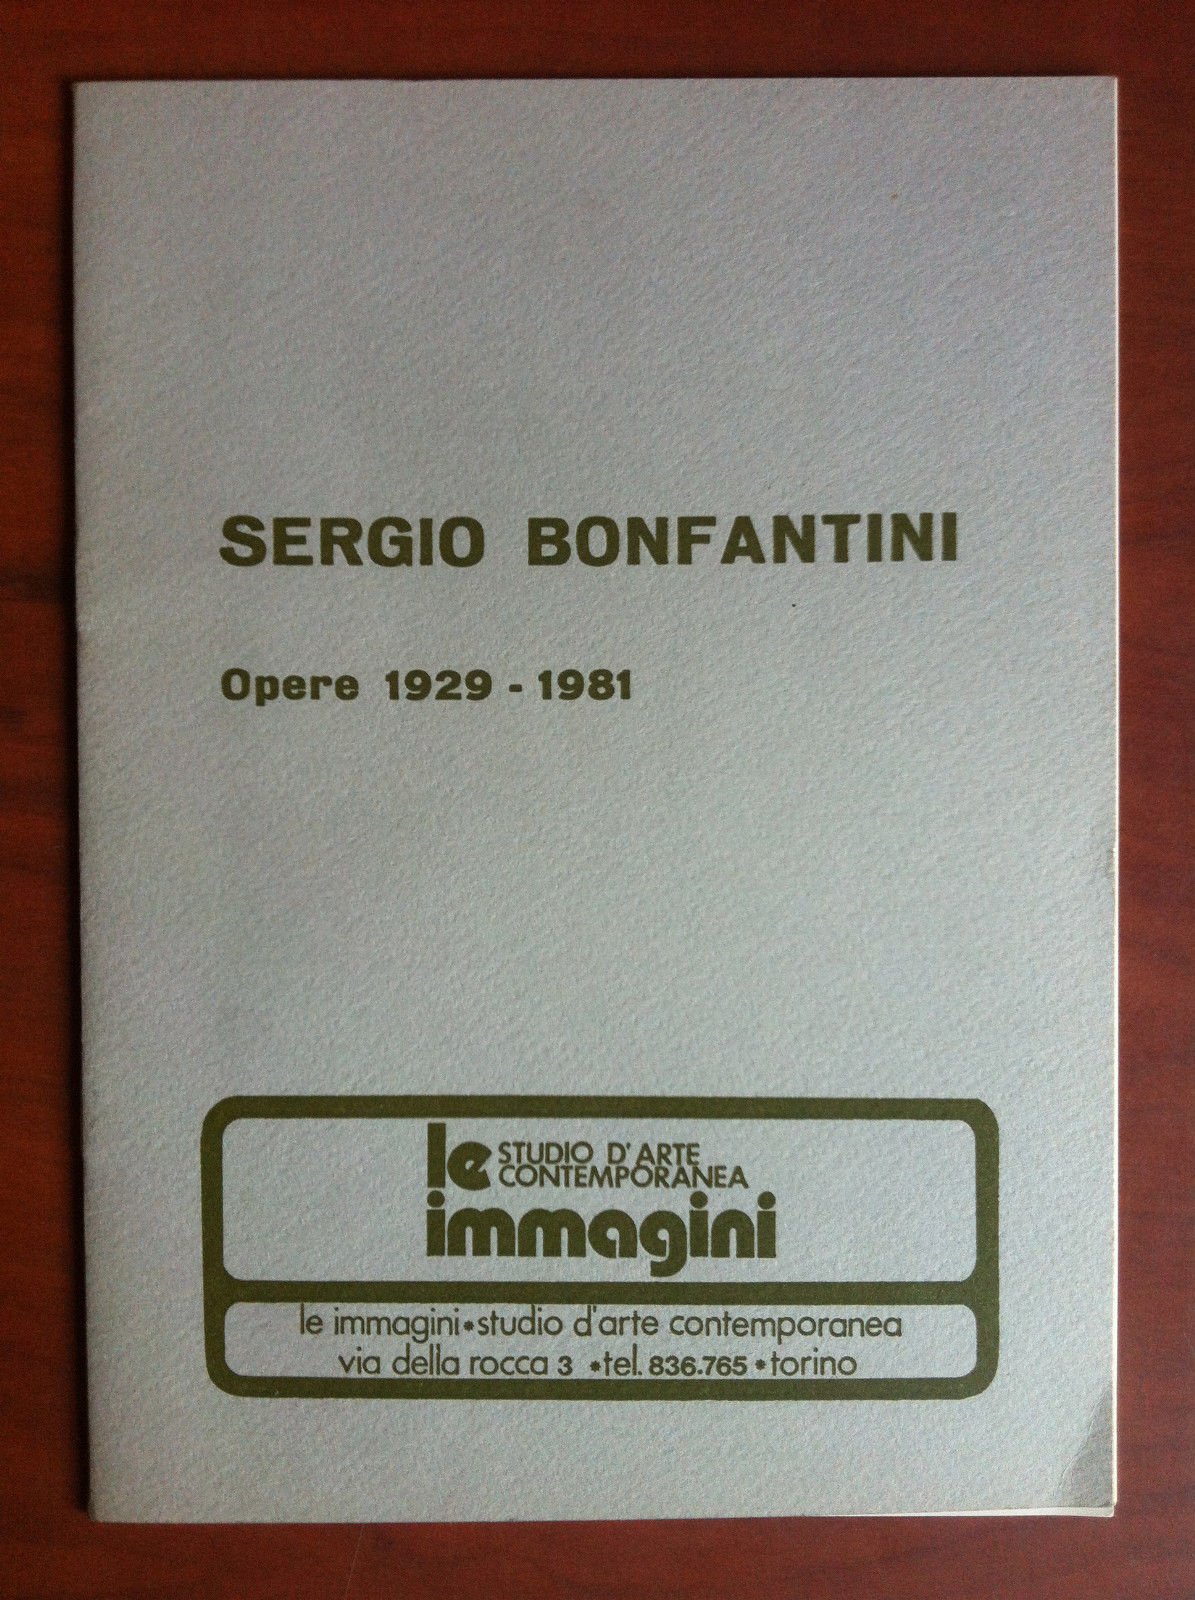 SERGIO BONFANTINI
Opere 1929 - 1981
le STUDIO D'ARTE
CONTEMPORANEA
immagini
le immagini*studio d'arte contemporanea
via della rocca 3 *tel. 836.765 *torino